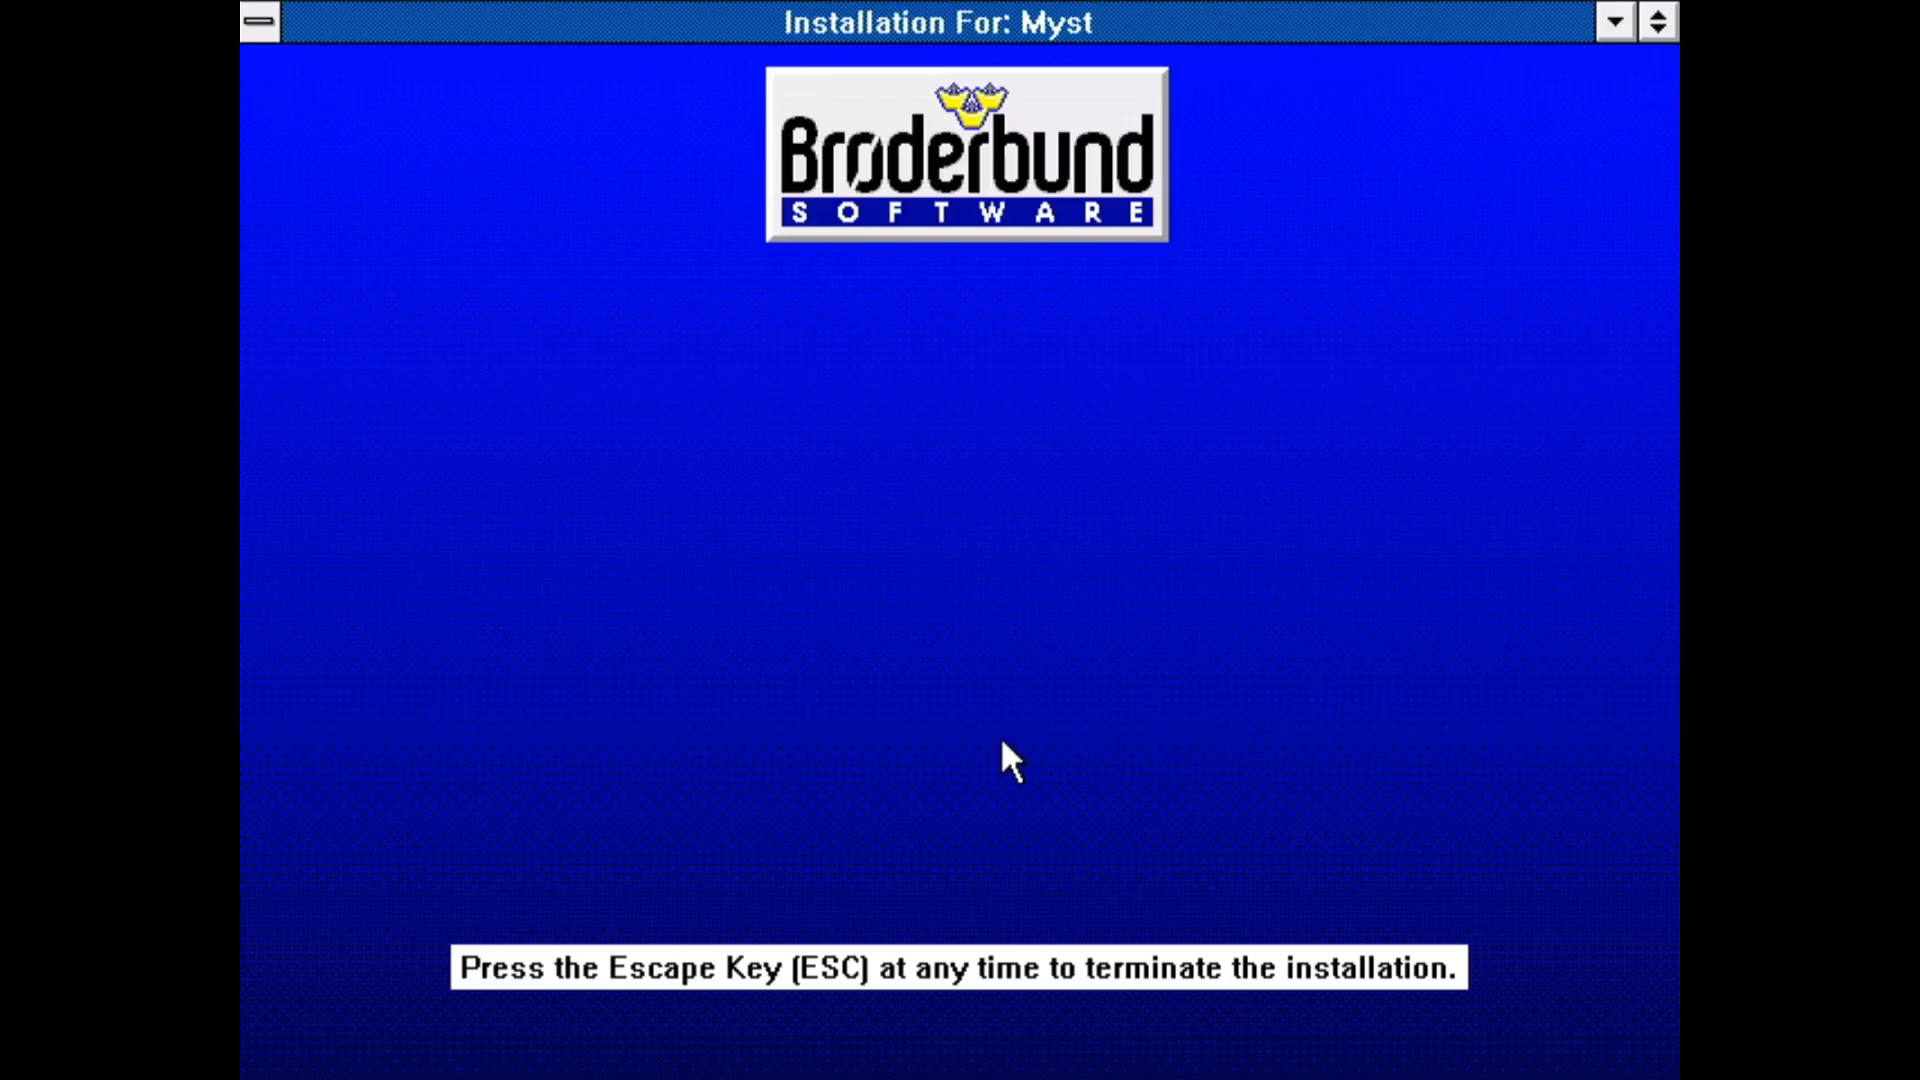 Installation For: Myst
Brøderbund
SOFTWARE
Press the Escape Key (ESC) at any time to terminate the installation.